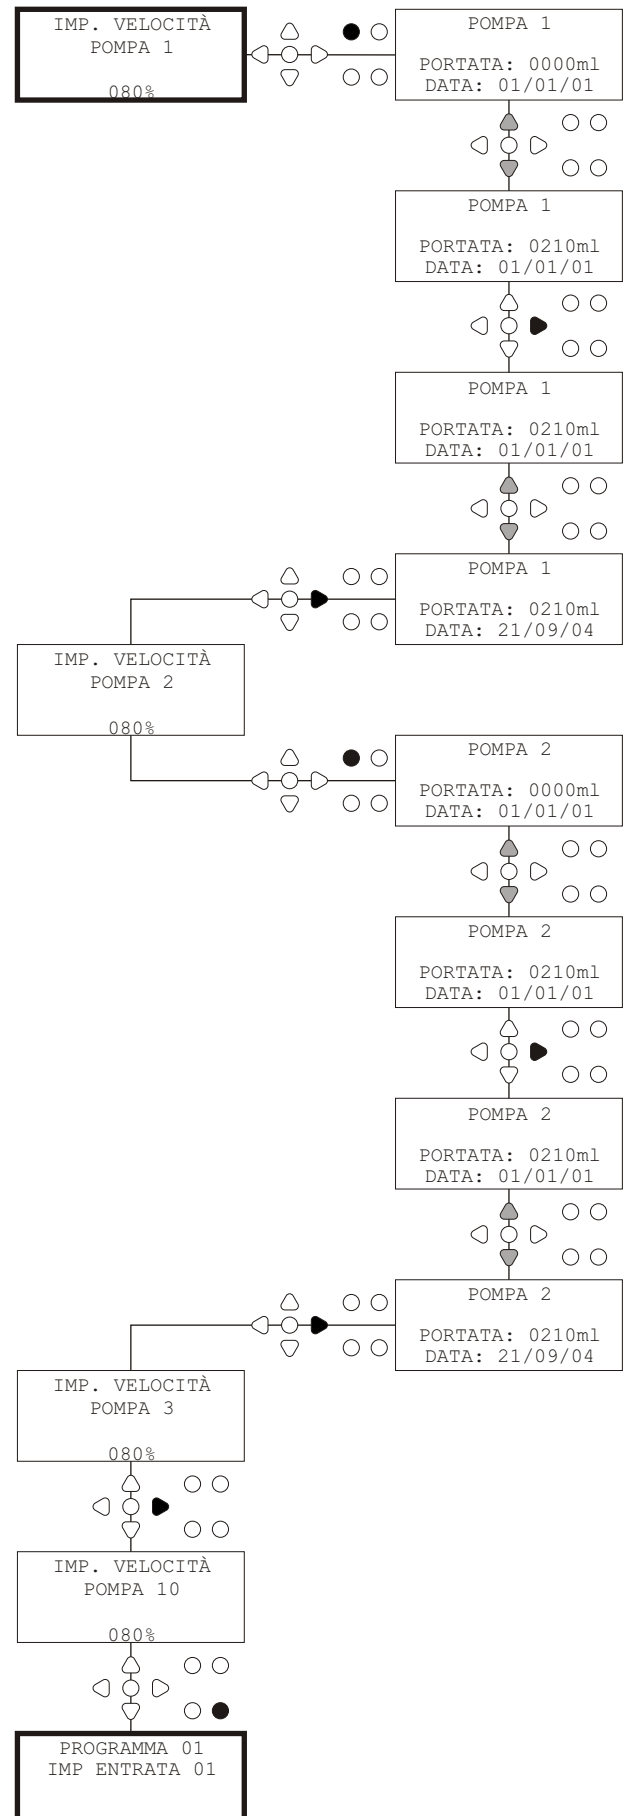 IMP. VELOCITÀ
POMPA 1
080%
POMPA 1
PORTATA: 0000ml
DATA: 01/01/01
POMPA 1
PORTATA: 0210ml
DATA: 01/01/01
POMPA 1
PORTATA: 0210ml
DATA: 01/01/01
POMPA 1
PORTATA: 0210ml
DATA: 21/09/04
IMP. VELOCITÀ
POMPA 2
080%
POMPA 2
PORTATA: 0000ml
DATA: 01/01/01
POMPA 2
PORTATA: 0210ml
DATA: 01/01/01
POMPA 2
PORTATA: 0210ml
DATA: 01/01/01
POMPA 2
PORTATA: 0210ml
DATA: 21/09/04
IMP. VELOCITÀ
POMPA 3
080%
IMP. VELOCITÀ
POMPA 10
080%
PROGRAMMA 01
IMP ENTRATA 01